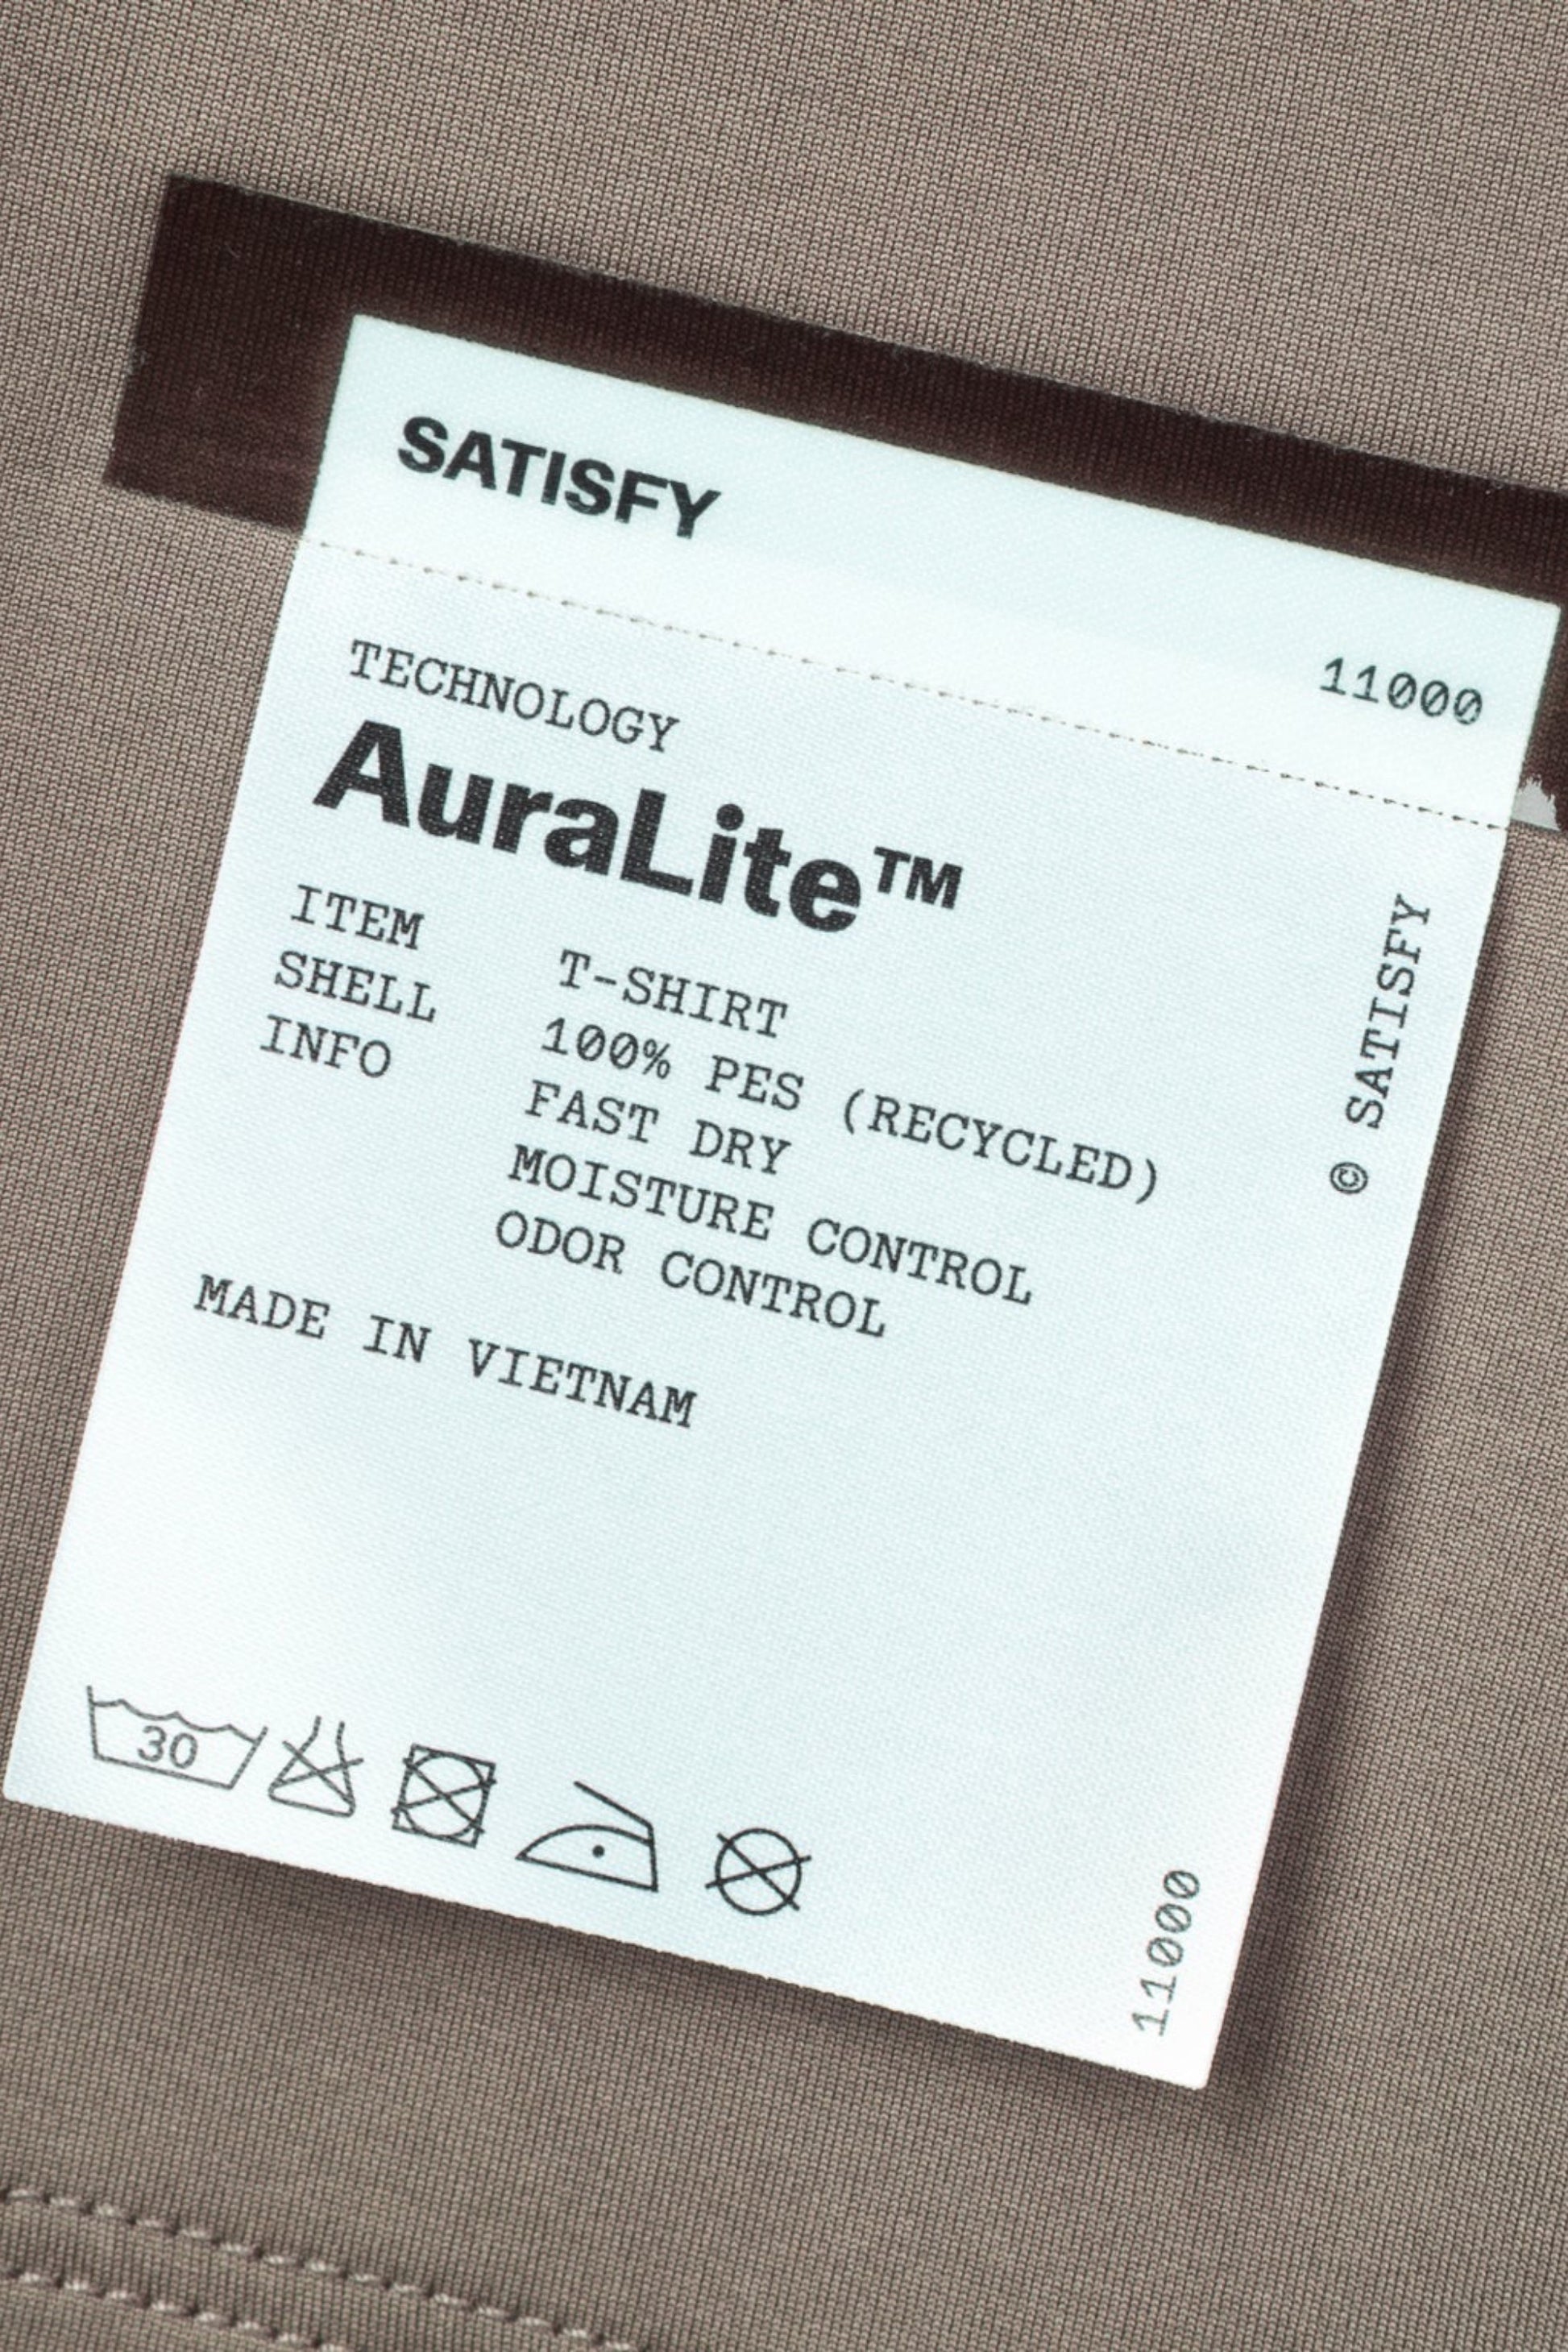 SATISFY
11000
TECHNOLOGY
AuraLite™
ITEM T-SHIRT
SHELL 100% PES (RECYCLED)
INFO FAST DRY
MOISTURE CONTROL
ODOR CONTROL
MADE IN VIETNAM
© SATISFY
30
11000